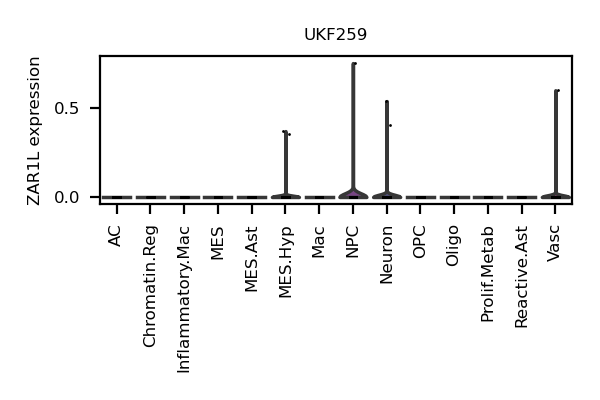 UKF259
ZAR1L expression
0.5
0.0
AC
Chromatin.Reg
Inflammatory.Mac
MES
MES.Ast
MES.Hyp
Mac
NPC
Neuron
OPC
Oligo
Prolif.Metab
Reactive.Ast
Vasc